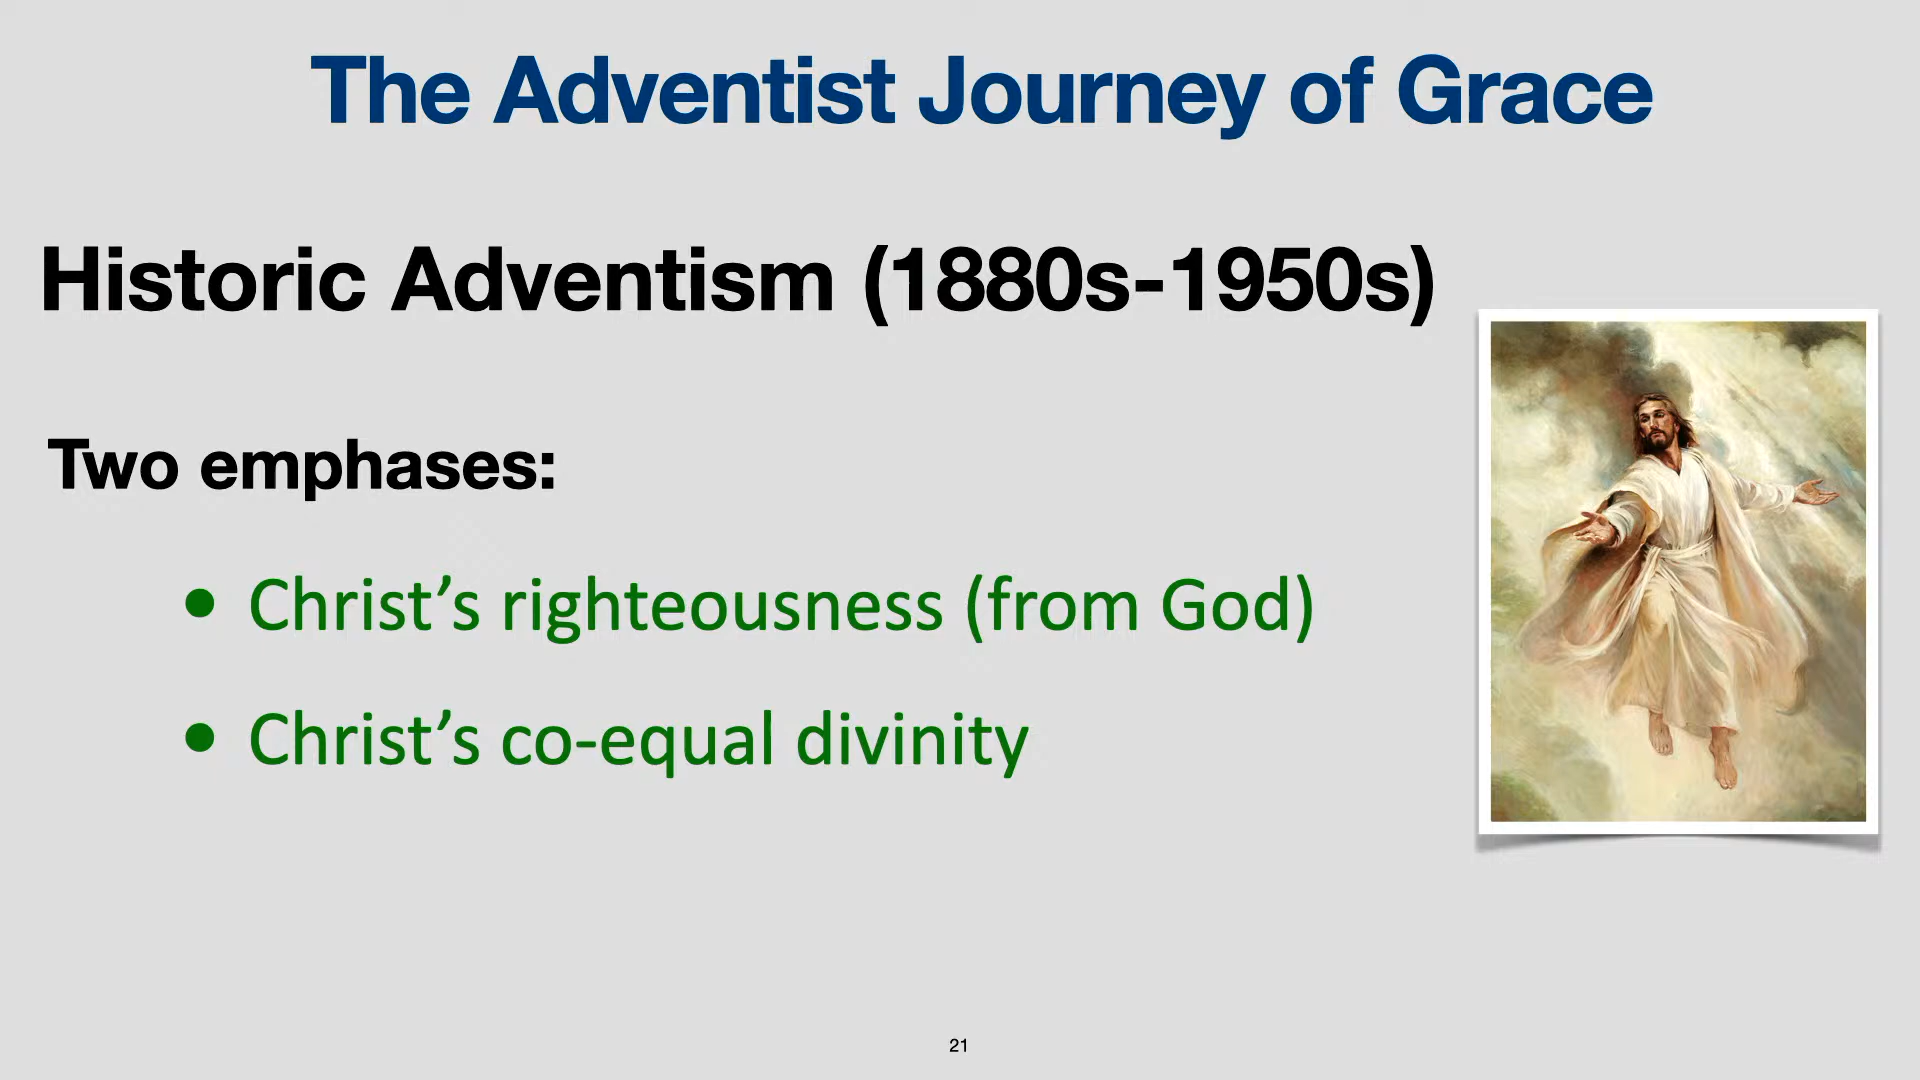 The Adventist Journey of Grace
Historic Adventism (1880s-1950s)
Two emphases:
• Christ’s righteousness (from God)
• Christ’s co-equal divinity
21